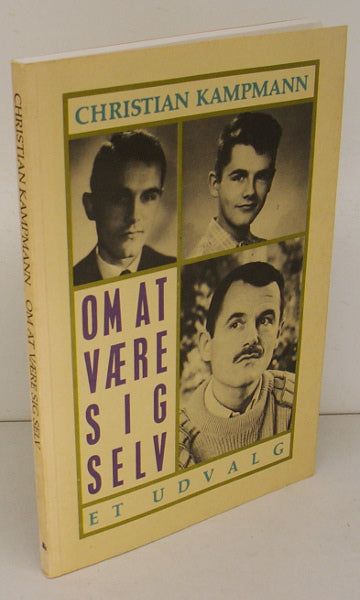 CHRISTIAN KAMPMANN
OM AT
VÆRE
SIG
SELV
ET UDVALG
CHRISTIAN KAMPMANN OM AT VÆRE SIG SELV